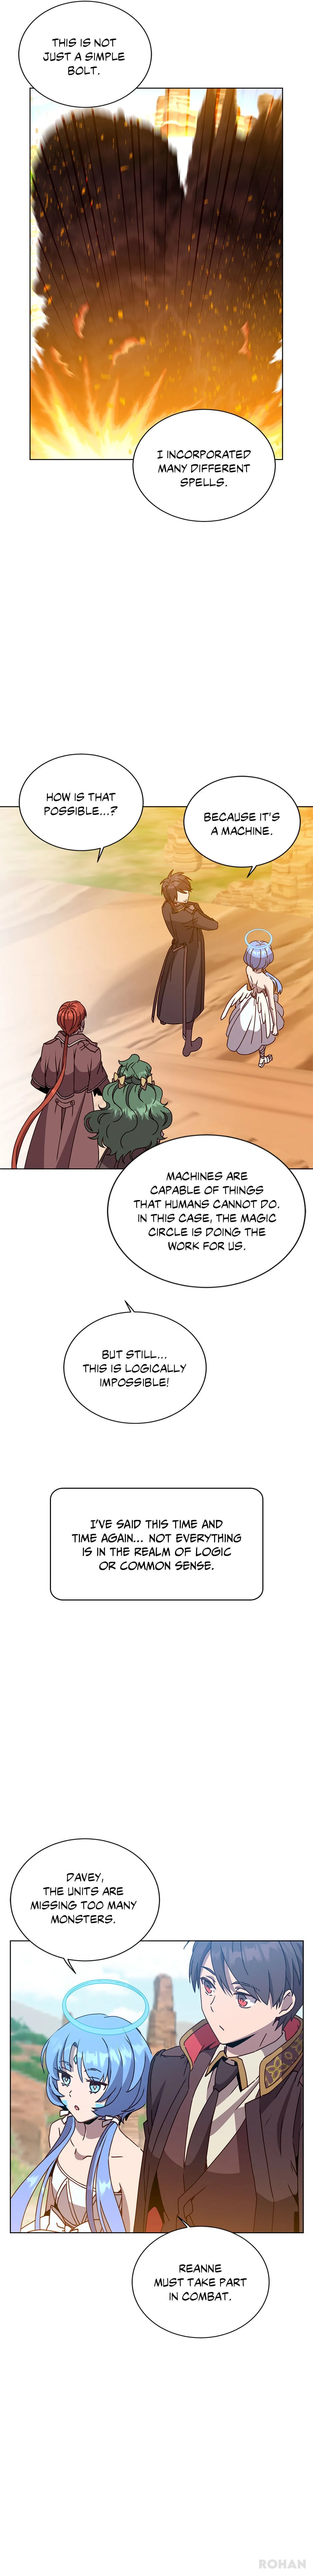 THIS IS NOT
JUST A SIMPLE
BOLT.
I INCORPORATED
MANY DIFFERENT
SPELLS.
HOW IS THAT
POSSIBLE...?
BECAUSE IT'S
A MACHINE.
MACHINES ARE
CAPABLE OF THINGS
THAT HUMANS CANNOT DO.
IN THIS CASE, THE MAGIC
CIRCLE IS DOING THE
WORK FOR US.
BUT STILL...
THIS IS LOGICALLY
IMPOSSIBLE!
I'VE SAID THIS TIME AND
TIME AGAIN... NOT EVERYTHING
IS IN THE REALM OF LOGIC
OR COMMON SENSE.
DAVEY,
THE UNITS ARE
MISSING TOO MANY
MONSTERS.
REANNE
MUST TAKE PART
IN COMBAT.
ROHAN